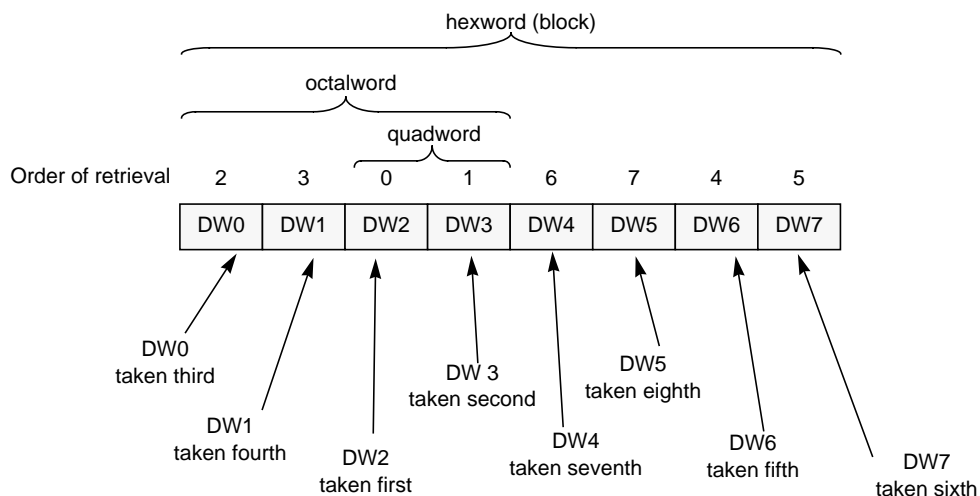 hexword (block)
octalword
quadword
Order of retrieval 2 3 0 1 6 7 4 5
DW0 DW1 DW2 DW3 DW4 DW5 DW6 DW7
DW0
taken third
DW1
taken fourth
DW2
taken first
DW 3
taken second
DW4
taken seventh
DW5
taken eighth
DW6
taken fifth
DW7
taken sixth